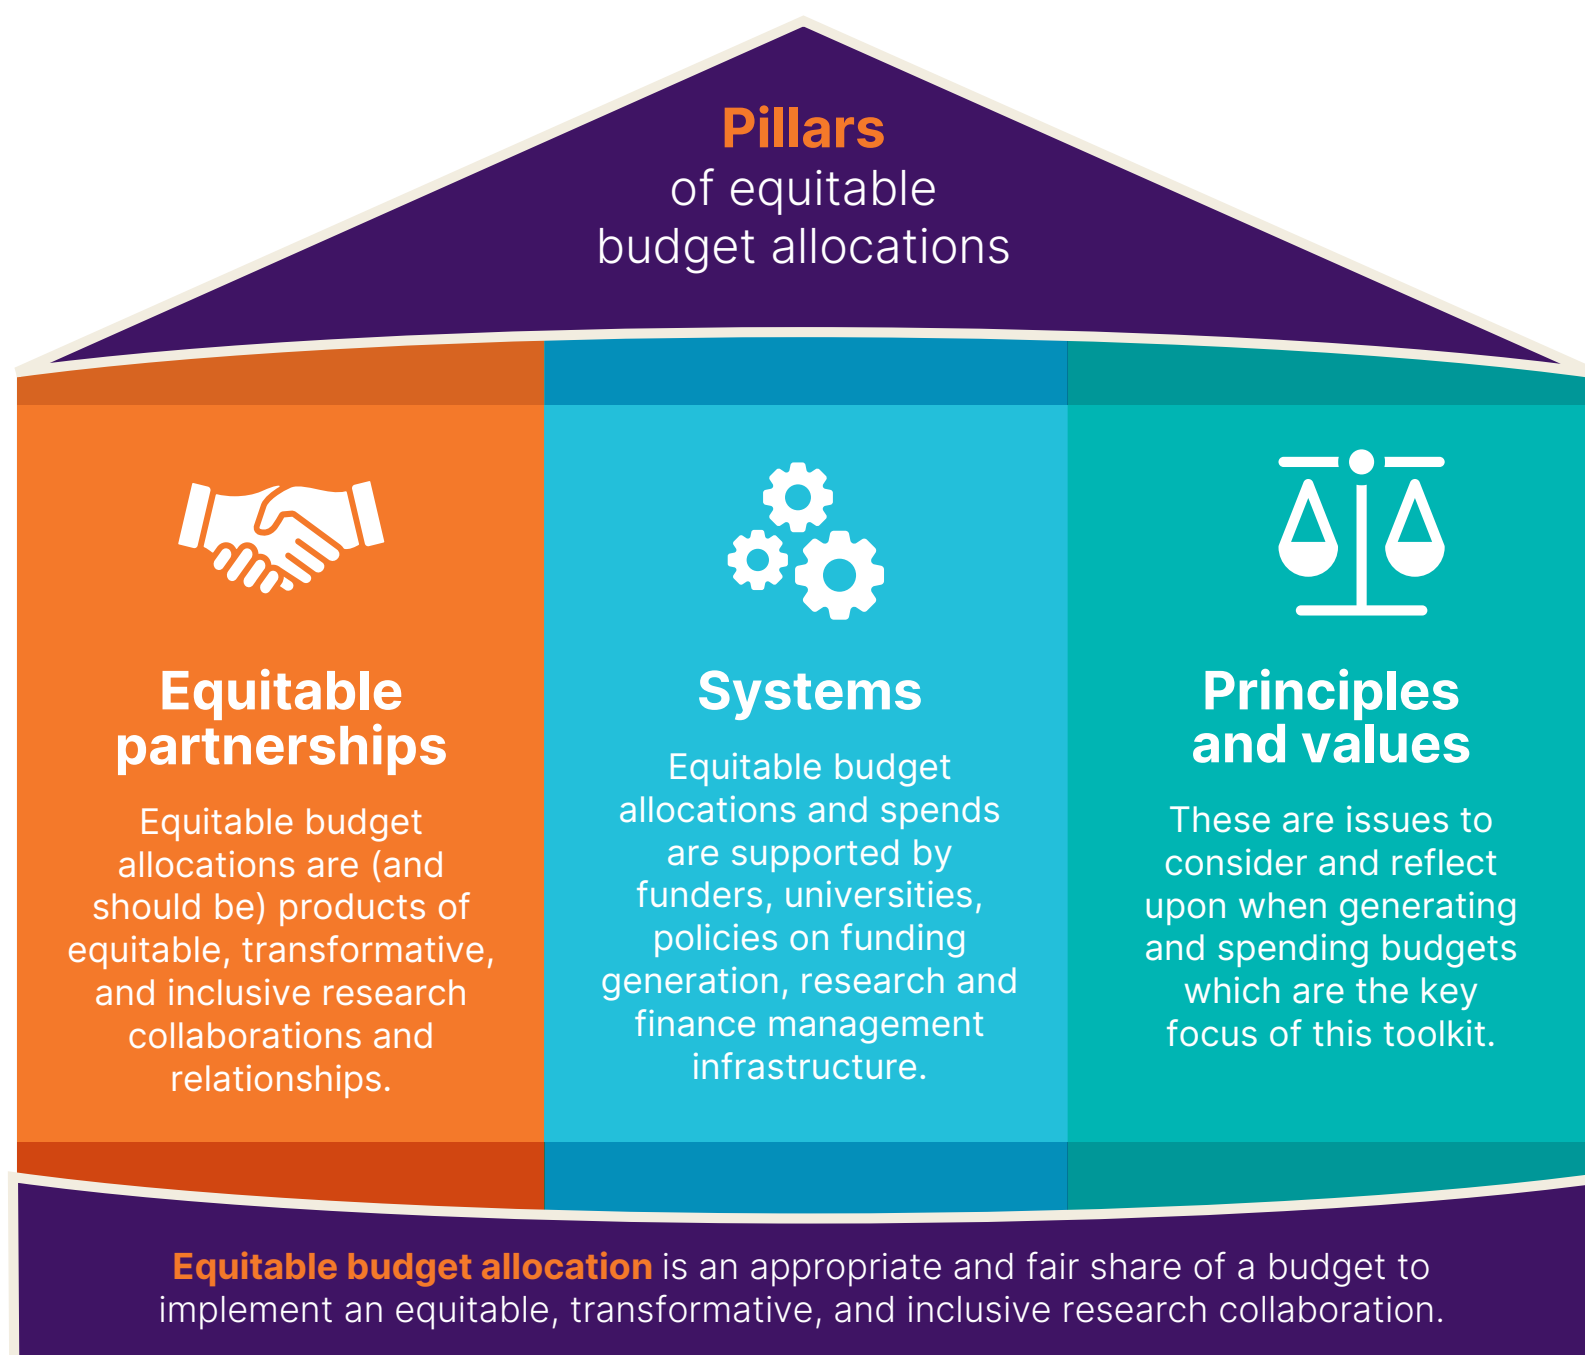 Pillars
of equitable
budget allocations
Equitable
partnerships
Equitable budget
allocations are (and
should be) products of
equitable, transformative,
and inclusive research
collaborations and
relationships.
Systems
Equitable budget
allocations and spends
are supported by
funders, universities,
policies on funding
generation, research and
finance management
infrastructure.
Principles
and values
These are issues to
consider and reflect
upon when generating
and spending budgets
which are the key
focus of this toolkit.
Equitable budget allocation is an appropriate and fair share of a budget to
implement an equitable, transformative, and inclusive research collaboration.